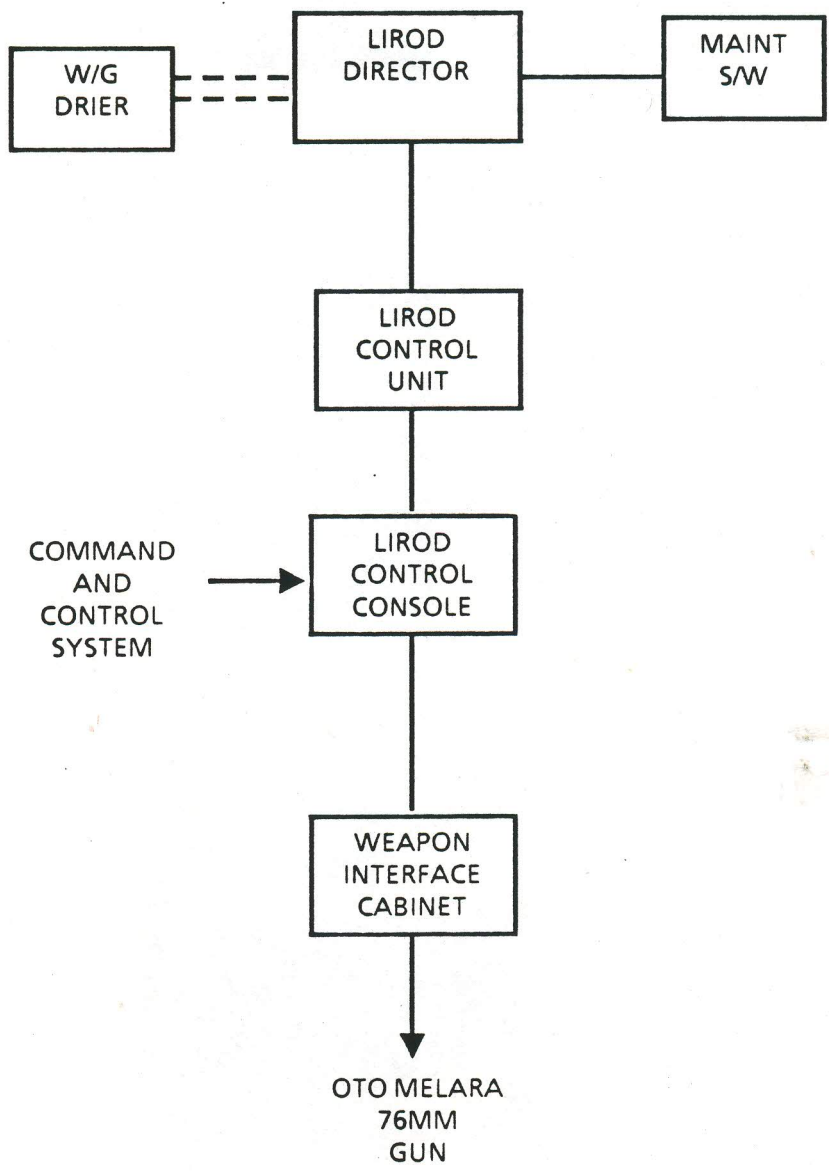 W/G
DRIER
LIROD
DIRECTOR
MAINT
S/W
LIROD
CONTROL
UNIT
COMMAND
AND
CONTROL
SYSTEM
LIROD
CONTROL
CONSOLE
WEAPON
INTERFACE
CABINET
OTO MELARA
76MM
GUN